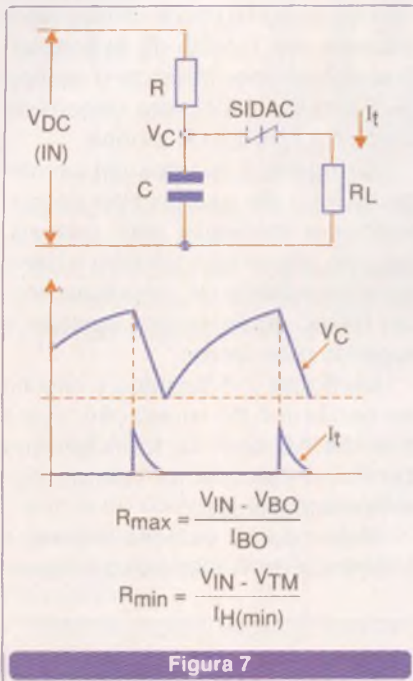 R
SIDAC
It
VDC
(IN)
VC
C
RL
VC
It
Rmax = VIN - VBO
IBO
Rmin = VIN - VTM
IH(min)
Figura 7